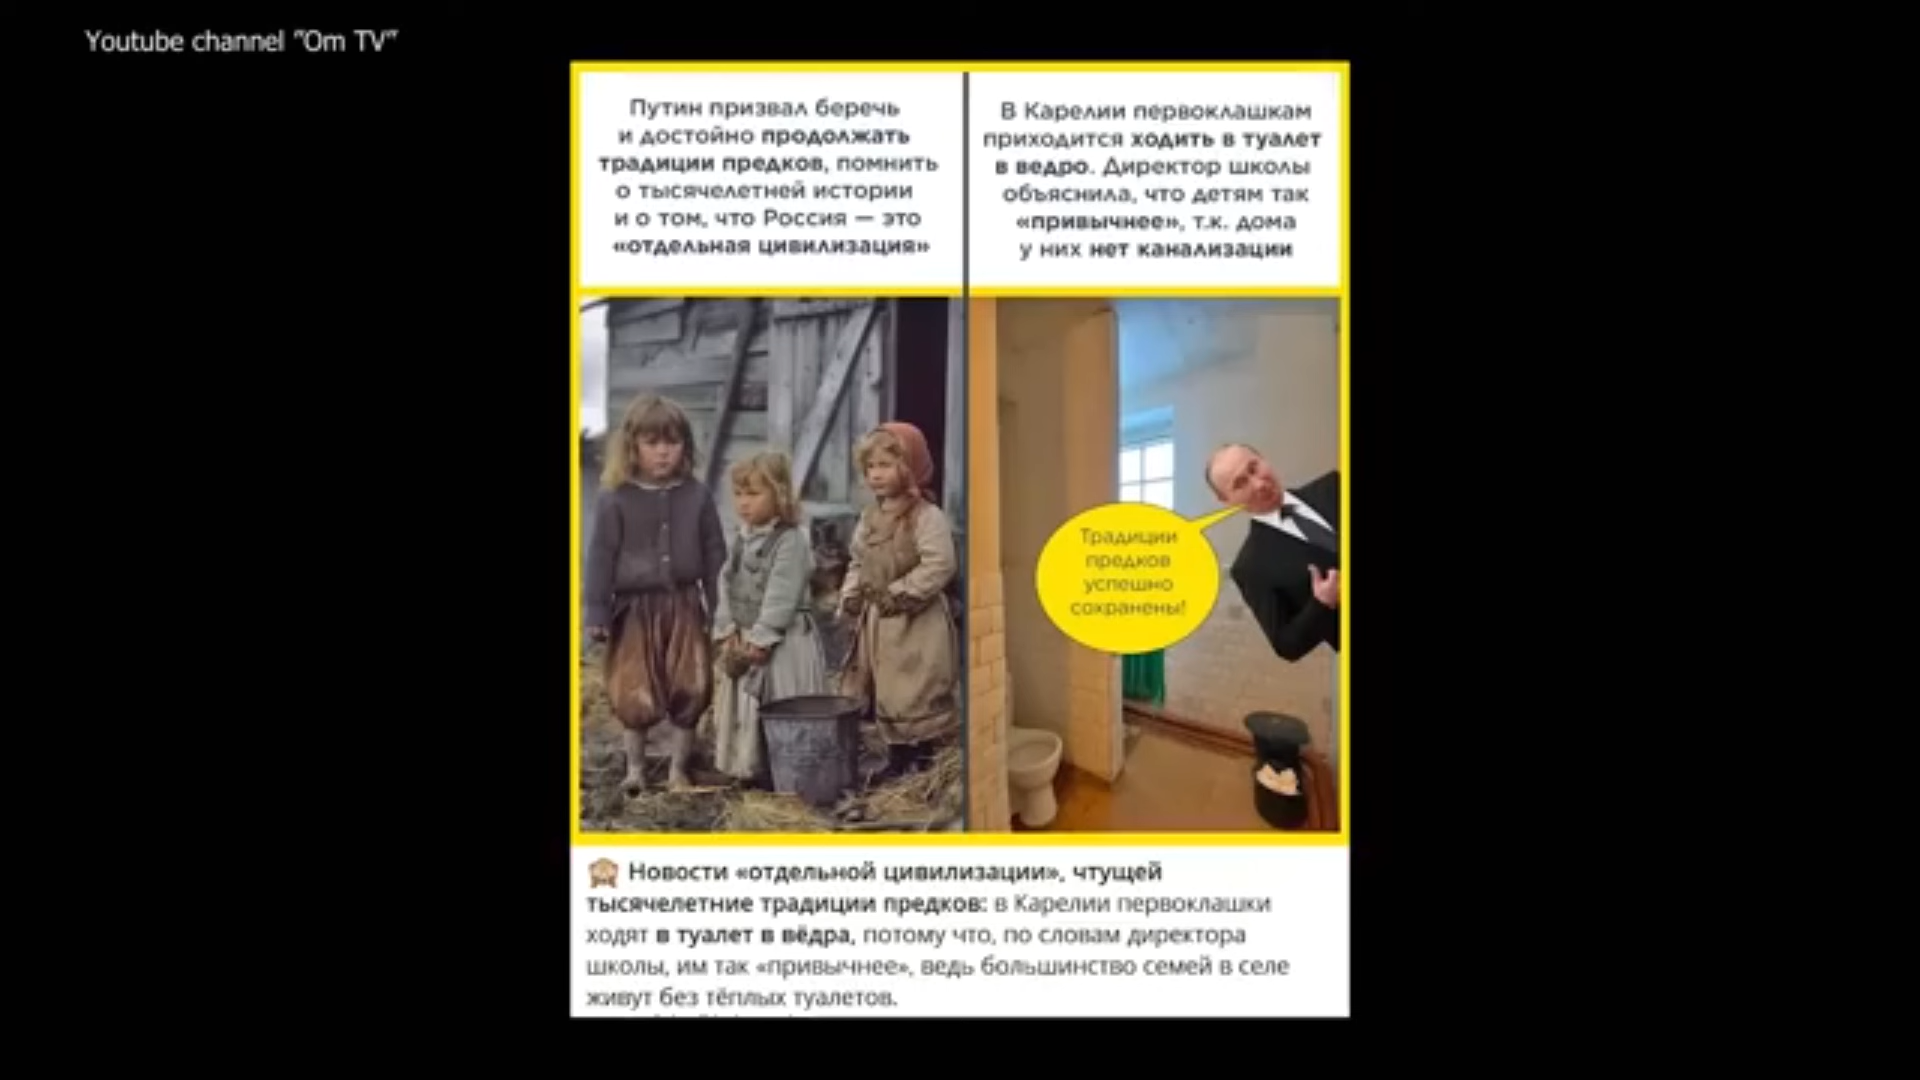 Youtube channel "Om TV"
Путин призвал беречь
и достойно продолжать
традиции предков, помнить
о тысячелетней истории
и о том, что Россия — это
«отдельная цивилизация»
В Карелии первоклашкам
приходится ходить в туалет
в ведро. Директор школы
объяснила, что детям так
«привычнее», т.к. дома
у них нет канализации
Традиции
предков
успешно
сохранены!
Новости «отдельной цивилизации», чтущей
тысячелетние традиции предков: в Карелии первоклашки
ходят в туалет в вёдра, потому что, по словам директора
школы, им так «привычнее», ведь большинство семей в селе
живут без тёплых туалетов.